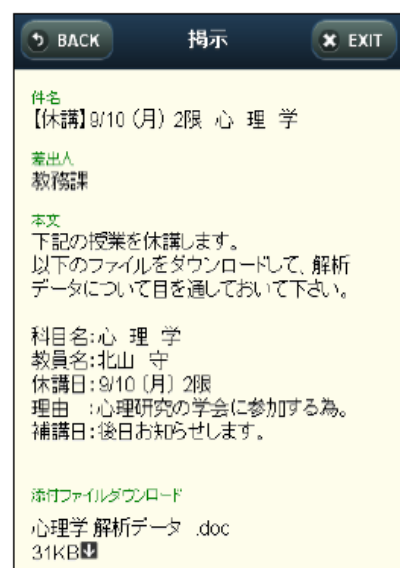 BACK 掲示 EXIT
件名
【休講】9/10（月）2限 心 理 学
差出人
教務課
本文
下記の授業を休講します。
以下のファイルをダウンロードして、解析
データについて目を通しておいて下さい。
科目名:心 理 学
教員名:北山 守
休講日:9/10（月）2限
理由 :心理研究の学会に参加する為。
補講日:後日お知らせします。
添付ファイルダウンロード
心理学 解析データ .doc
31KB